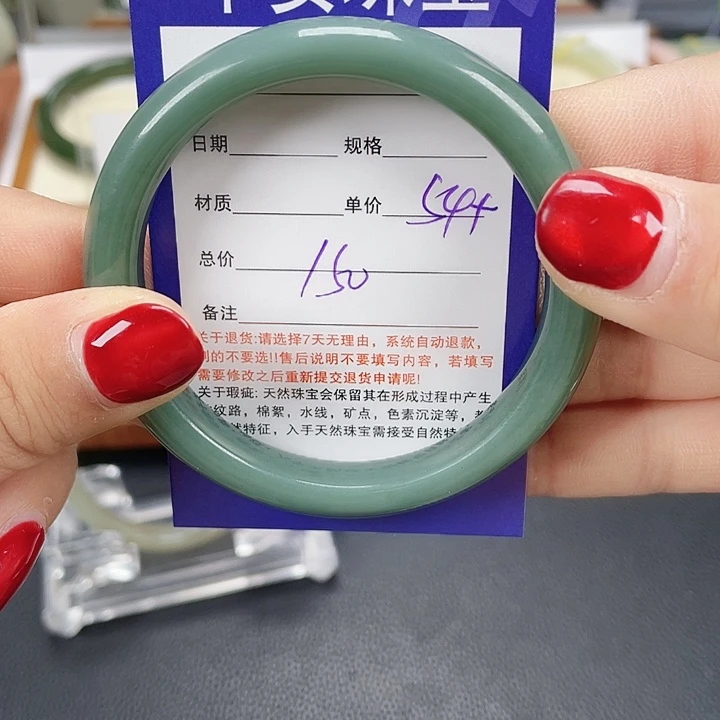 日期 规格
材质 单价 544
总价 150
备注
关于退货:请选择7天无理由，系统自动退款，
别的不要选!!售后说明不要填写内容，若填写
需要修改之后重新提交退货申请呢!
关于瑕疵: 天然珠宝会保留其在形成过程中产生
纹路，棉絮，水线，矿点，色素沉淀等，
特征，入手天然珠宝需接受自然特